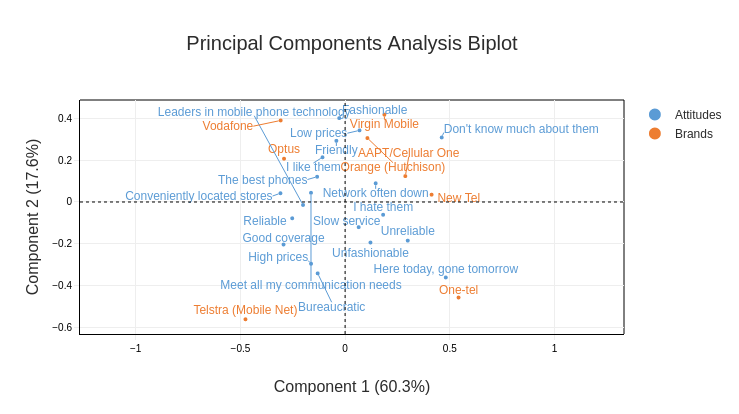 Principal Components Analysis Biplot
Leaders in mobile phone technology
Fashionable
Vodafone
Virgin Mobile
Low prices
Don't know much about them
Optus
Friendly
AAPT/Cellular One
I like them
Orange (Hutchison)
The best phones
Conveniently located stores
Network often down
New Tel
I hate them
Reliable
Slow service
Unreliable
Good coverage
Unfashionable
High prices
Here today, gone tomorrow
Meet all my communication needs
One-tel
Telstra (Mobile Net)
Bureaucratic
Attitudes
Brands
0.4
0.2
0
−0.2
−0.4
−0.6
−1
−0.5
0
0.5
1
Component 1 (60.3%)
Component 2 (17.6%)